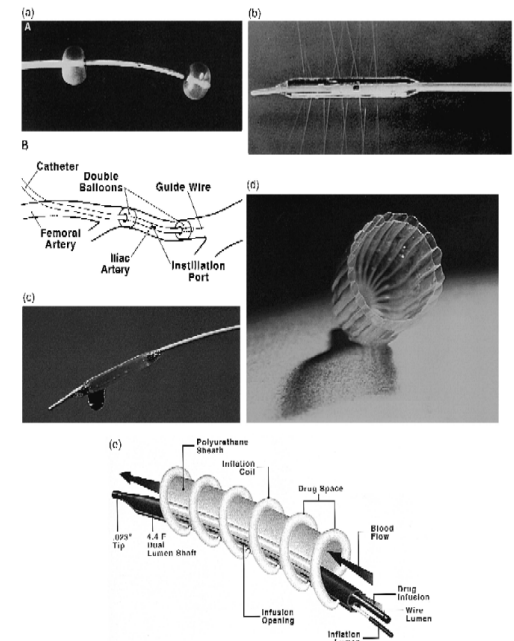 (a)
A
(b)
B
Catheter
Double
Balloons
Guide Wire
Femoral
Artery
Iliac
Artery
Instillation
Port
(c)
(d)
(e)
Polyurethane
Sheath
Inflation
Coil
Drug Space
Blood
Flow
.023"
Tip
4.4 F
Dual
Lumen Shaft
Infusion
Opening
Drug
Infusion
Wire
Lumen
Inflation